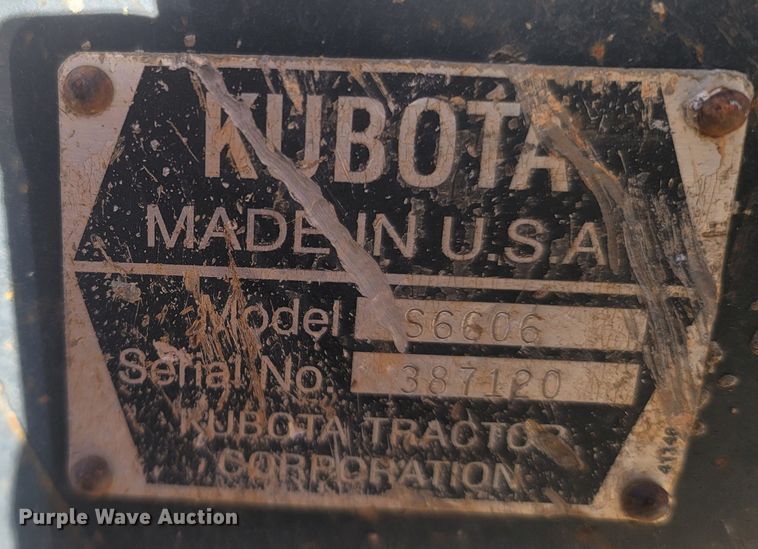 KUBOTA
MADE IN U.S.A
Model S6606
Serial No. 387120
KUBOTA TRACTOR
CORPORATION
Purple Wave Auction